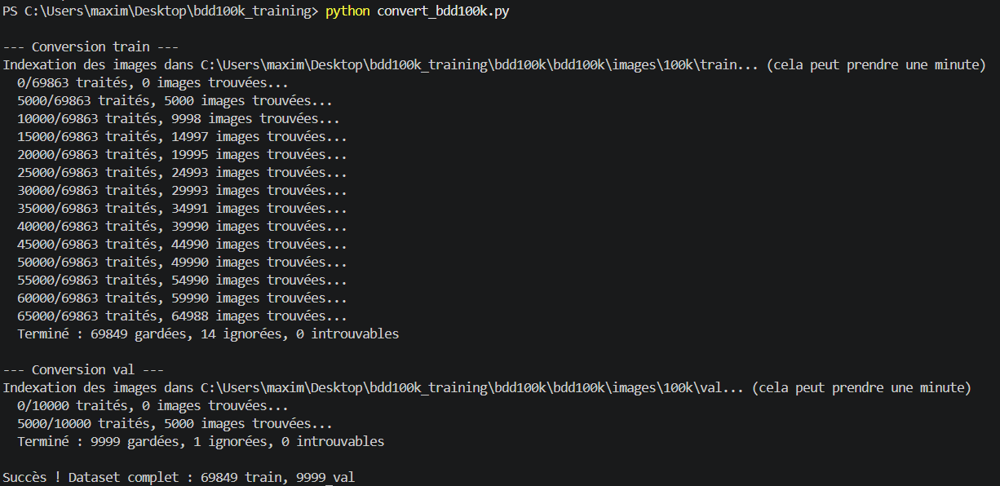 PS C:\Users\maxim\Desktop\bdd100k_training> python convert_bdd100k.py
--- Conversion train ---
Indexation des images dans C:\Users\maxim\Desktop\bdd100k_training\bdd100k\bdd100k\images\100k\train... (cela peut prendre une minute)
0/69863 traités, 0 images trouvées...
5000/69863 traités, 5000 images trouvées...
10000/69863 traités, 9998 images trouvées...
15000/69863 traités, 14997 images trouvées...
20000/69863 traités, 19995 images trouvées...
25000/69863 traités, 24993 images trouvées...
30000/69863 traités, 29993 images trouvées...
35000/69863 traités, 34991 images trouvées...
40000/69863 traités, 39990 images trouvées...
45000/69863 traités, 44990 images trouvées...
50000/69863 traités, 49990 images trouvées...
55000/69863 traités, 54990 images trouvées...
60000/69863 traités, 59990 images trouvées...
65000/69863 traités, 64988 images trouvées...
Terminé : 69849 gardées, 14 ignorées, 0 introuvables
--- Conversion val ---
Indexation des images dans C:\Users\maxim\Desktop\bdd100k_training\bdd100k\bdd100k\images\100k\val... (cela peut prendre une minute)
0/10000 traités, 0 images trouvées...
5000/10000 traités, 5000 images trouvées...
Terminé : 9999 gardées, 1 ignorées, 0 introuvables
Succès ! Dataset complet : 69849 train, 9999 val